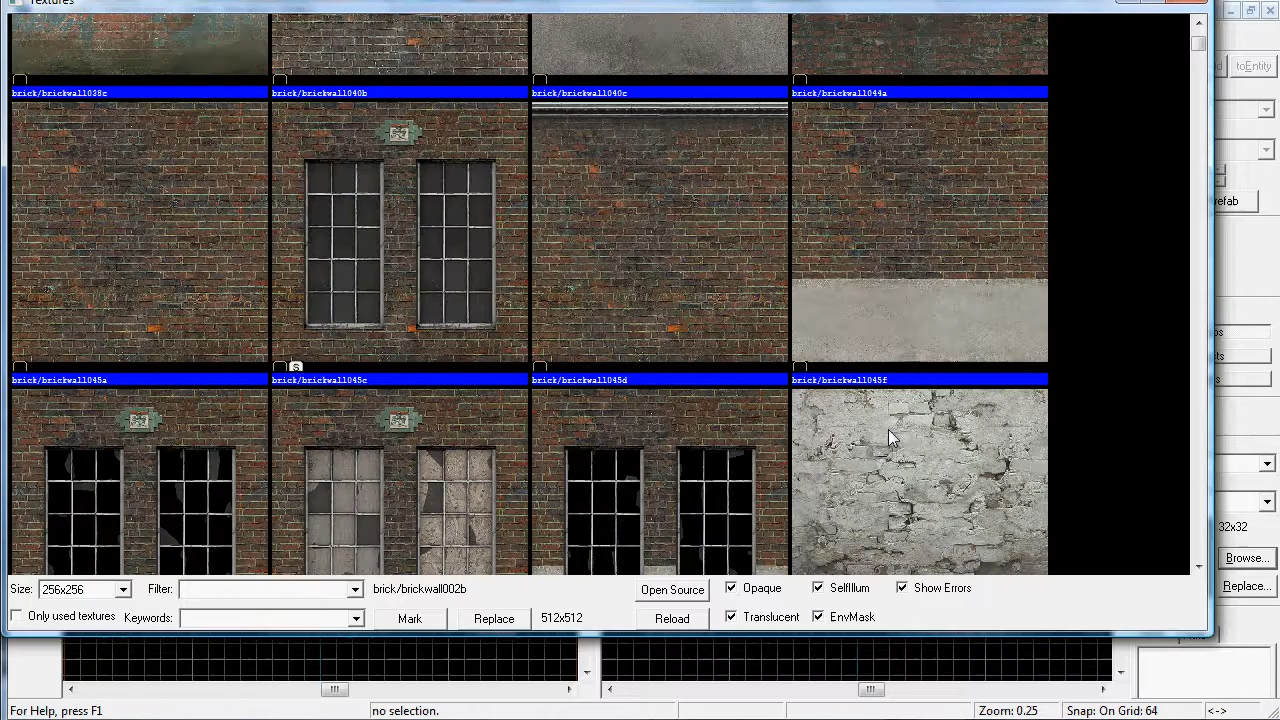 Textures
brick/brickwall038c
brick/brickwall040b
brick/brickwall040c
brick/brickwall044a
S
brick/brickwall045a
brick/brickwall045c
brick/brickwall045d
brick/brickwall045f
Size: 256x256 Filter: brick/brickwall002b Open Source Opaque SelfIllum Show Errors
Only used textures Keywords: Mark Replace 512x512 Reload Translucent EnvMask
toEntity
32x32
Browse...
Replace...
For Help, press F1
no selection.
Zoom: 0.25
Snap: On Grid; 64
<->